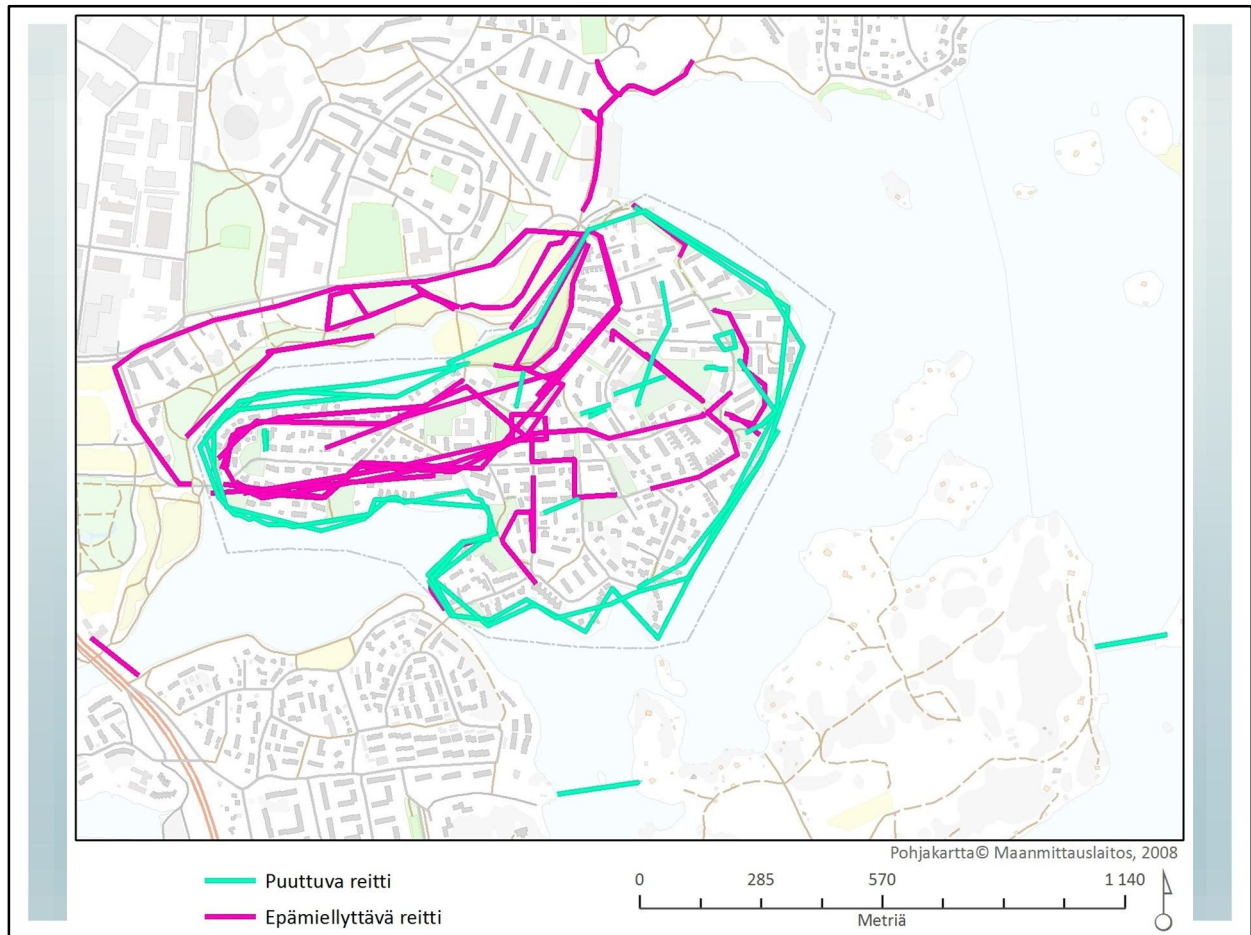 Pohjakartta© Maanmittauslaitos, 2008
Puuttuva reitti
Epämiellyttävä reitti
0 285 570 1 140
Metriä